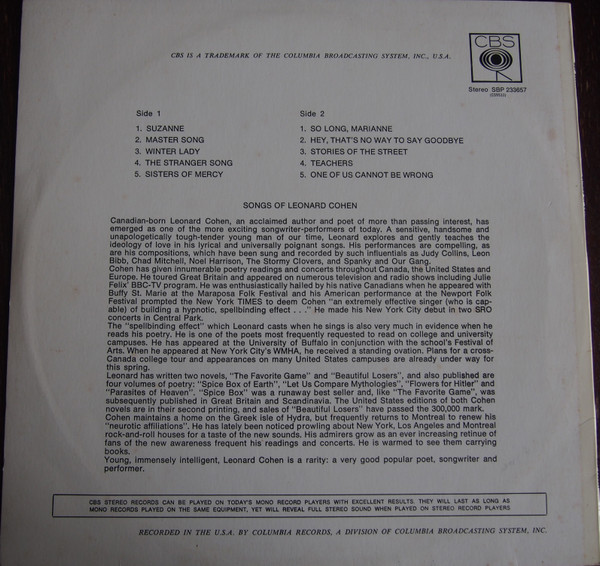 CBS IS A TRADEMARK OF THE COLUMBIA BROADCASTING SYSTEM, INC., U.S.A.
CBS
Stereo SBP 233657
Side 1
1. SUZANNE
2. MASTER SONG
3. WINTER LADY
4. THE STRANGER SONG
5. SISTERS OF MERCY
Side 2
1. SO LONG, MARIANNE
2. HEY, THAT'S NO WAY TO SAY GOODBYE
3. STORIES OF THE STREET
4. TEACHERS
5. ONE OF US CANNOT BE WRONG
SONGS OF LEONARD COHEN
Canadian-born Leonard Cohen, an acclaimed author and poet of more than passing interest, has
emerged as one of the more exciting songwriter-performers of today. A sensitive, handsome and
unapologetically tough-tender young man of our time, Leonard explores and gently teaches the
ideology of love in his lyrical and universally poignant songs. His performances are compelling, as
are his compositions, which have been sung and recorded by such influentials as Judy Collins, Leon
Bibb, Chad Mitchell, Noel Harrison, The Stormy Clovers, and Spanky and Our Gang.
Cohen has given innumerable poetry readings and concerts throughout Canada, the United States and
Europe. He toured Great Britain and appeared on numerous television and radio shows including Julie
Felix' BBC-TV program. He was enthusiastically hailed by his native Canadians when he appeared with
Buffy St. Marie at the Maraposa Folk Festival and his American performance at the Newport Folk
Festival prompted the New York TIMES to deem Cohen "an extremely effective singer (who is cap-
able) of building a hypnotic, spellbinding effect . . ." He made his New York City debut in two SRO
concerts in Central Park.
The "spellbinding effect" which Leonard casts when he sings is also very much in evidence when he
reads his poetry. He is one of the poets most frequently requested to read on college and university
campuses. He has appeared at the University of Buffalo in conjunction with the school's Festival of
Arts. When he appeared at New York City's WMHA, he received a standing ovation. Plans for a cross-
Canada college tour and appearances on many United States campuses are already under way for
this spring.
Leonard has written two novels, "The Favorite Game" and "Beautiful Losers", and also published are
four volumes of poetry: "Spice Box of Earth", "Let Us Compare Mythologies", "Flowers for Hitler" and
"Parasites of Heaven". "Spice Box" was a runaway best seller and, like "The Favorite Game", was
subsequently published in Great Britain and Scandinavia. The United States editions of both Cohen
novels are in their second printing, and sales of "Beautiful Losers" have passed the 300,000 mark.
Cohen maintains a home on the Greek isle of Hydra, but frequently returns to Montreal to renew his
"neurotic affiliations". He has lately been noticed prowling about New York, Los Angeles and Montreal
rock-and-roll houses for a taste of the new sounds. His admirers grow as an ever increasing retinue of
fans of the new awareness frequent his readings and concerts. He is warmed to see them carrying
books.
Young, immensely intelligent, Leonard Cohen is a rarity: a very good popular poet, songwriter and
performer.
CBS STEREO RECORDS CAN BE PLAYED ON TODAY'S MONO RECORD PLAYERS WITH EXCELLENT RESULTS. THEY WILL LAST AS LONG AS
MONO RECORDS PLAYED ON THE SAME EQUIPMENT, YET WILL REVEAL FULL STEREO SOUND WHEN PLAYED ON STEREO RECORD PLAYERS
RECORDED IN THE U.S.A. BY COLUMBIA RECORDS, A DIVISION OF COLUMBIA BROADCASTING SYSTEM, INC.